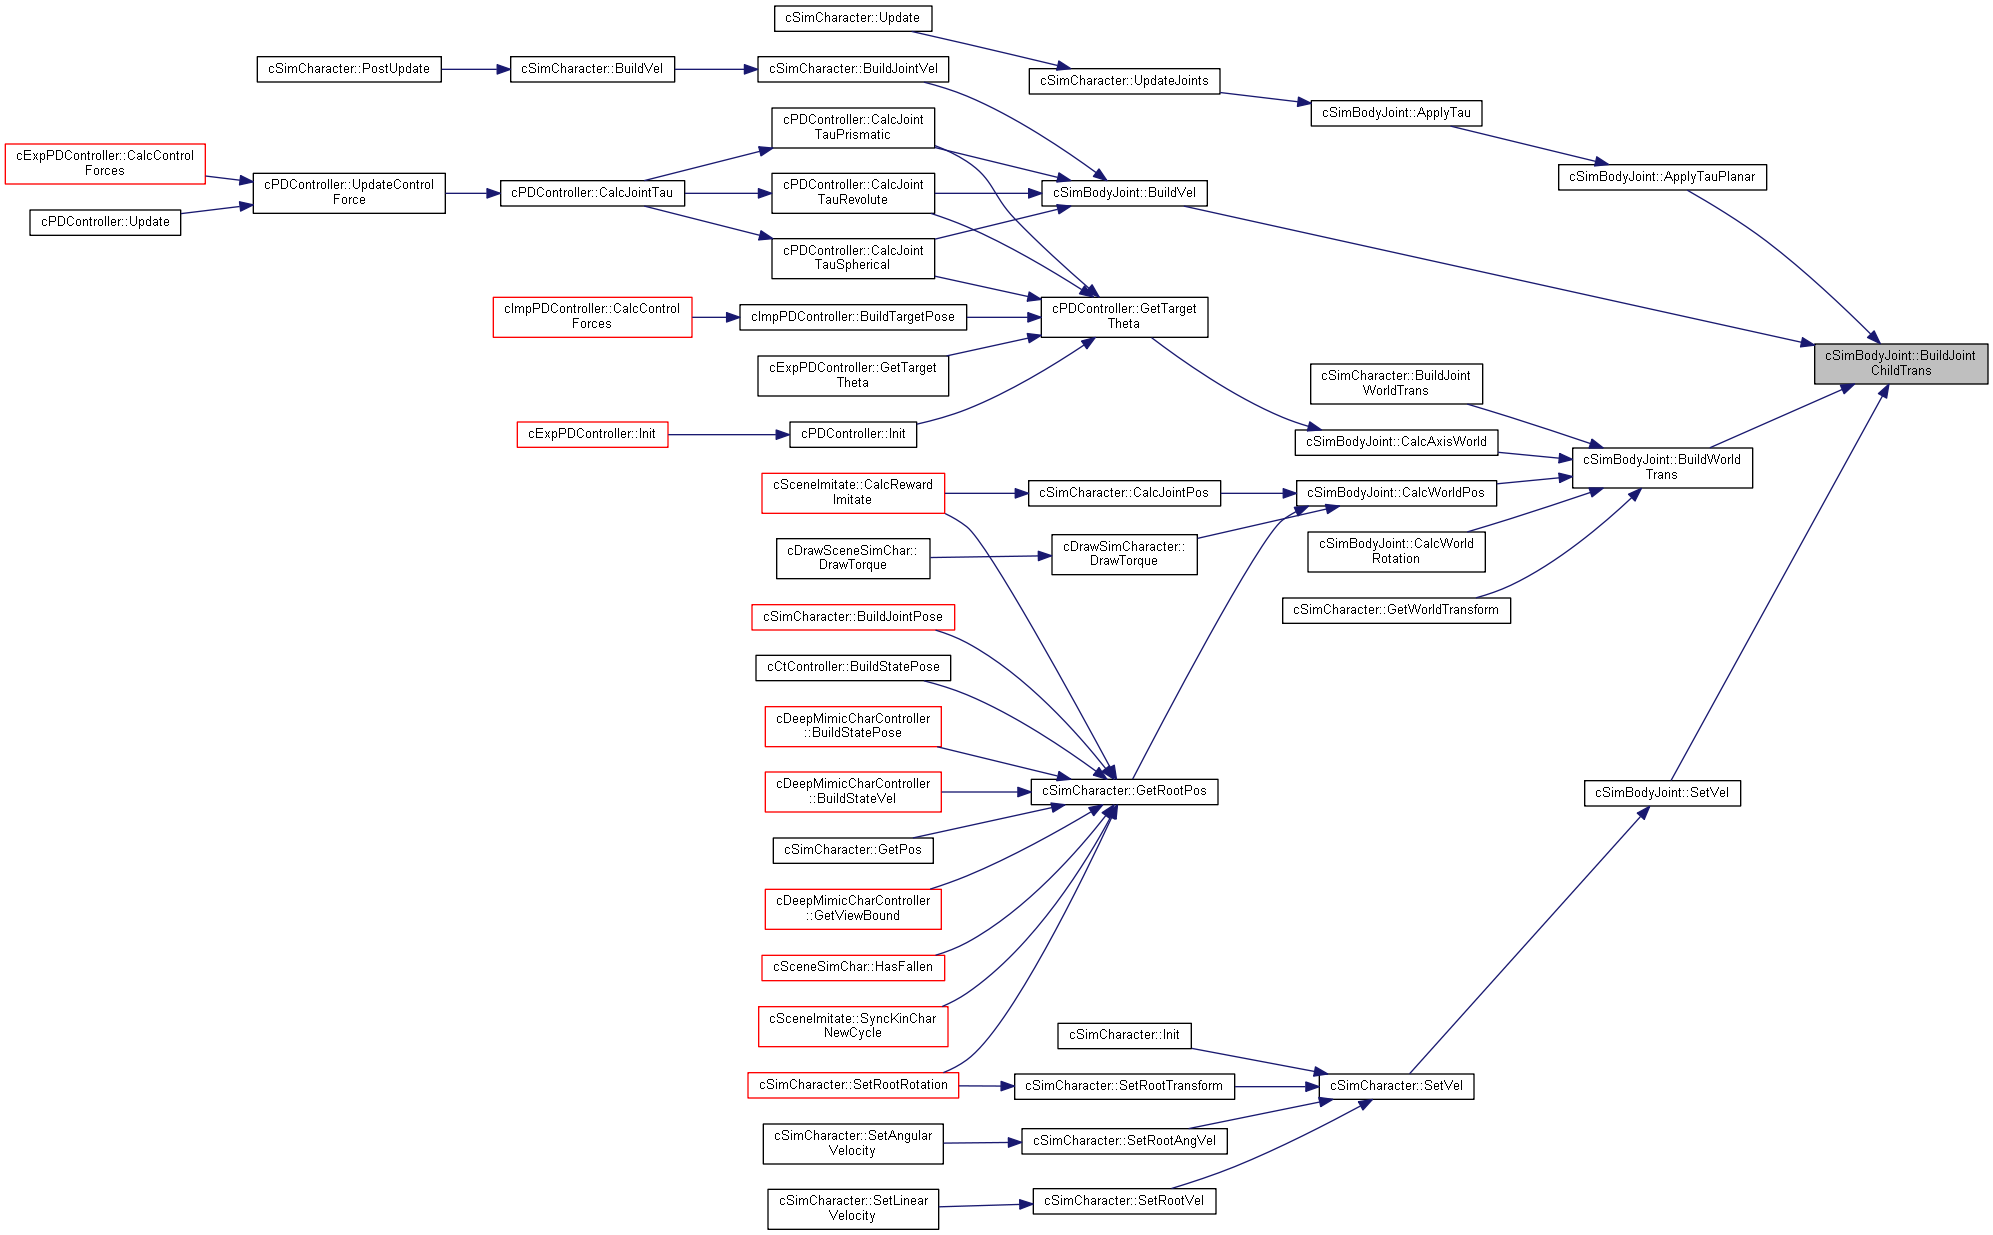 cSimCharacter::Update
cSimCharacter::PostUpdate
cSimCharacter::BuildVel
cSimCharacter::BuildJointVel
cSimCharacter::UpdateJoints
cSimBodyJoint::ApplyTau
cSimBodyJoint::ApplyTauPlanar
cPDController::CalcJoint
TauPrismatic
cExpPDController::CalcControl
Forces
cPDController::UpdateControl
Force
cPDController::CalcJointTau
cPDController::CalcJoint
TauRevolute
cSimBodyJoint::BuildVel
cPDController::Update
cPDController::CalcJoint
TauSpherical
cImpPDController::CalcControl
Forces
cImpPDController::BuildTargetPose
cPDController::GetTarget
Theta
cExpPDController::GetTarget
Theta
cSimBodyJoint::BuildJoint
ChildTrans
cSimCharacter::BuildJoint
WorldTrans
cExpPDController::Init
cPDController::Init
cSimBodyJoint::CalcAxisWorld
cSimBodyJoint::BuildWorld
Trans
cSceneImitate::CalcReward
Imitate
cSimCharacter::CalcJointPos
cSimBodyJoint::CalcWorldPos
cDrawSceneSimChar::
DrawTorque
cDrawSimCharacter::
DrawTorque
cSimBodyJoint::CalcWorld
Rotation
cSimCharacter::GetWorldTransform
cSimCharacter::BuildJointPose
cCtController::BuildStatePose
cDeepMimicCharController
::BuildStatePose
cDeepMimicCharController
::BuildStateVel
cSimCharacter::GetRootPos
cSimBodyJoint::SetVel
cSimCharacter::GetPos
cDeepMimicCharController
::GetViewBound
cSceneSimChar::HasFallen
cSceneImitate::SyncKinChar
NewCycle
cSimCharacter::Init
cSimCharacter::SetRootRotation
cSimCharacter::SetRootTransform
cSimCharacter::SetVel
cSimCharacter::SetAngular
Velocity
cSimCharacter::SetRootAngVel
cSimCharacter::SetLinear
Velocity
cSimCharacter::SetRootVel